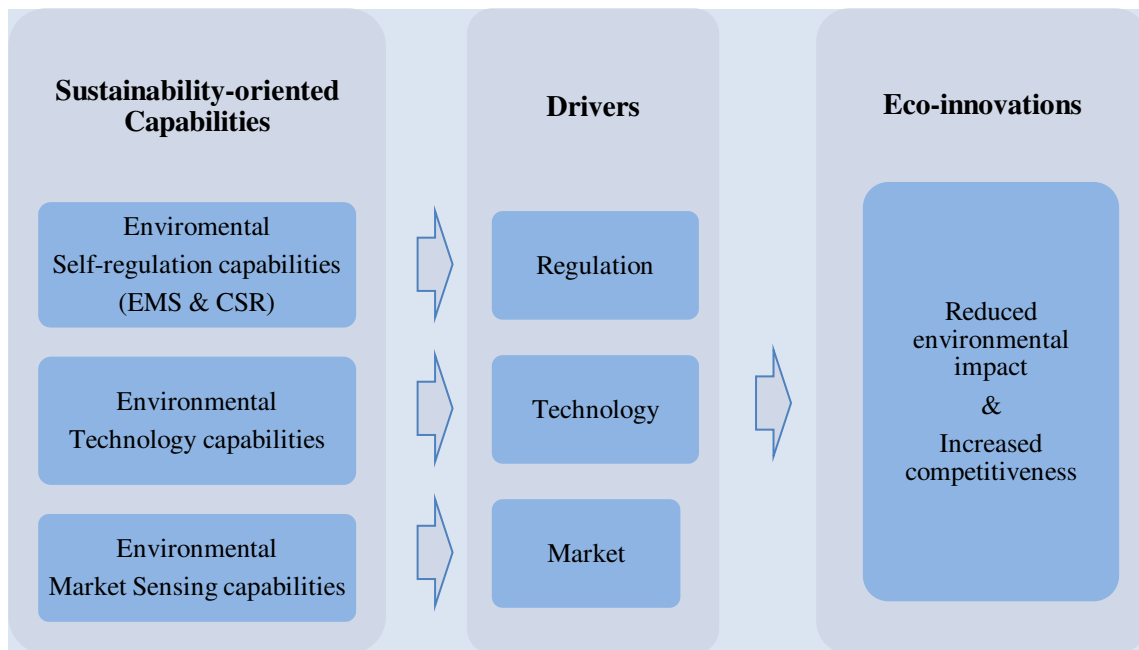 Sustainability-oriented
Capabilities
Enviromental
Self-regulation capabilities
(EMS & CSR)
Environmental
Technology capabilities
Environmental
Market Sensing capabilities
Drivers
Regulation
Technology
Market
Eco-innovations
Reduced
environmental
impact
&
Increased
competitiveness